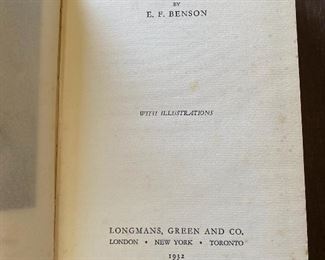 BY
E. F. BENSON
WITH ILLUSTRATIONS
LONGMANS, GREEN AND CO.
LONDON • NEW YORK • TORONTO
1932